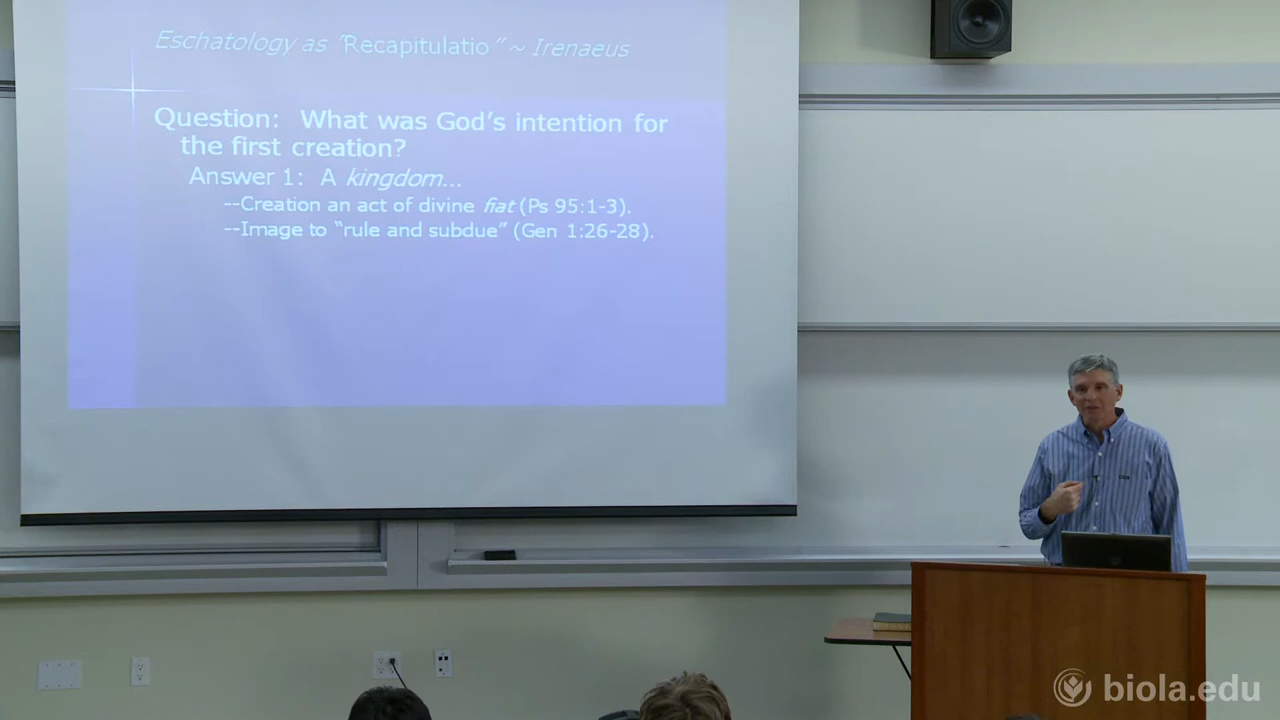 Eschatology as “Recapitulatio” ~ Irenaeus
Question: What was God’s intention for
the first creation?
Answer 1: A kingdom...
--Creation an act of divine fiat (Ps 95:1-3).
--Image to “rule and subdue” (Gen 1:26-28).
biola.edu